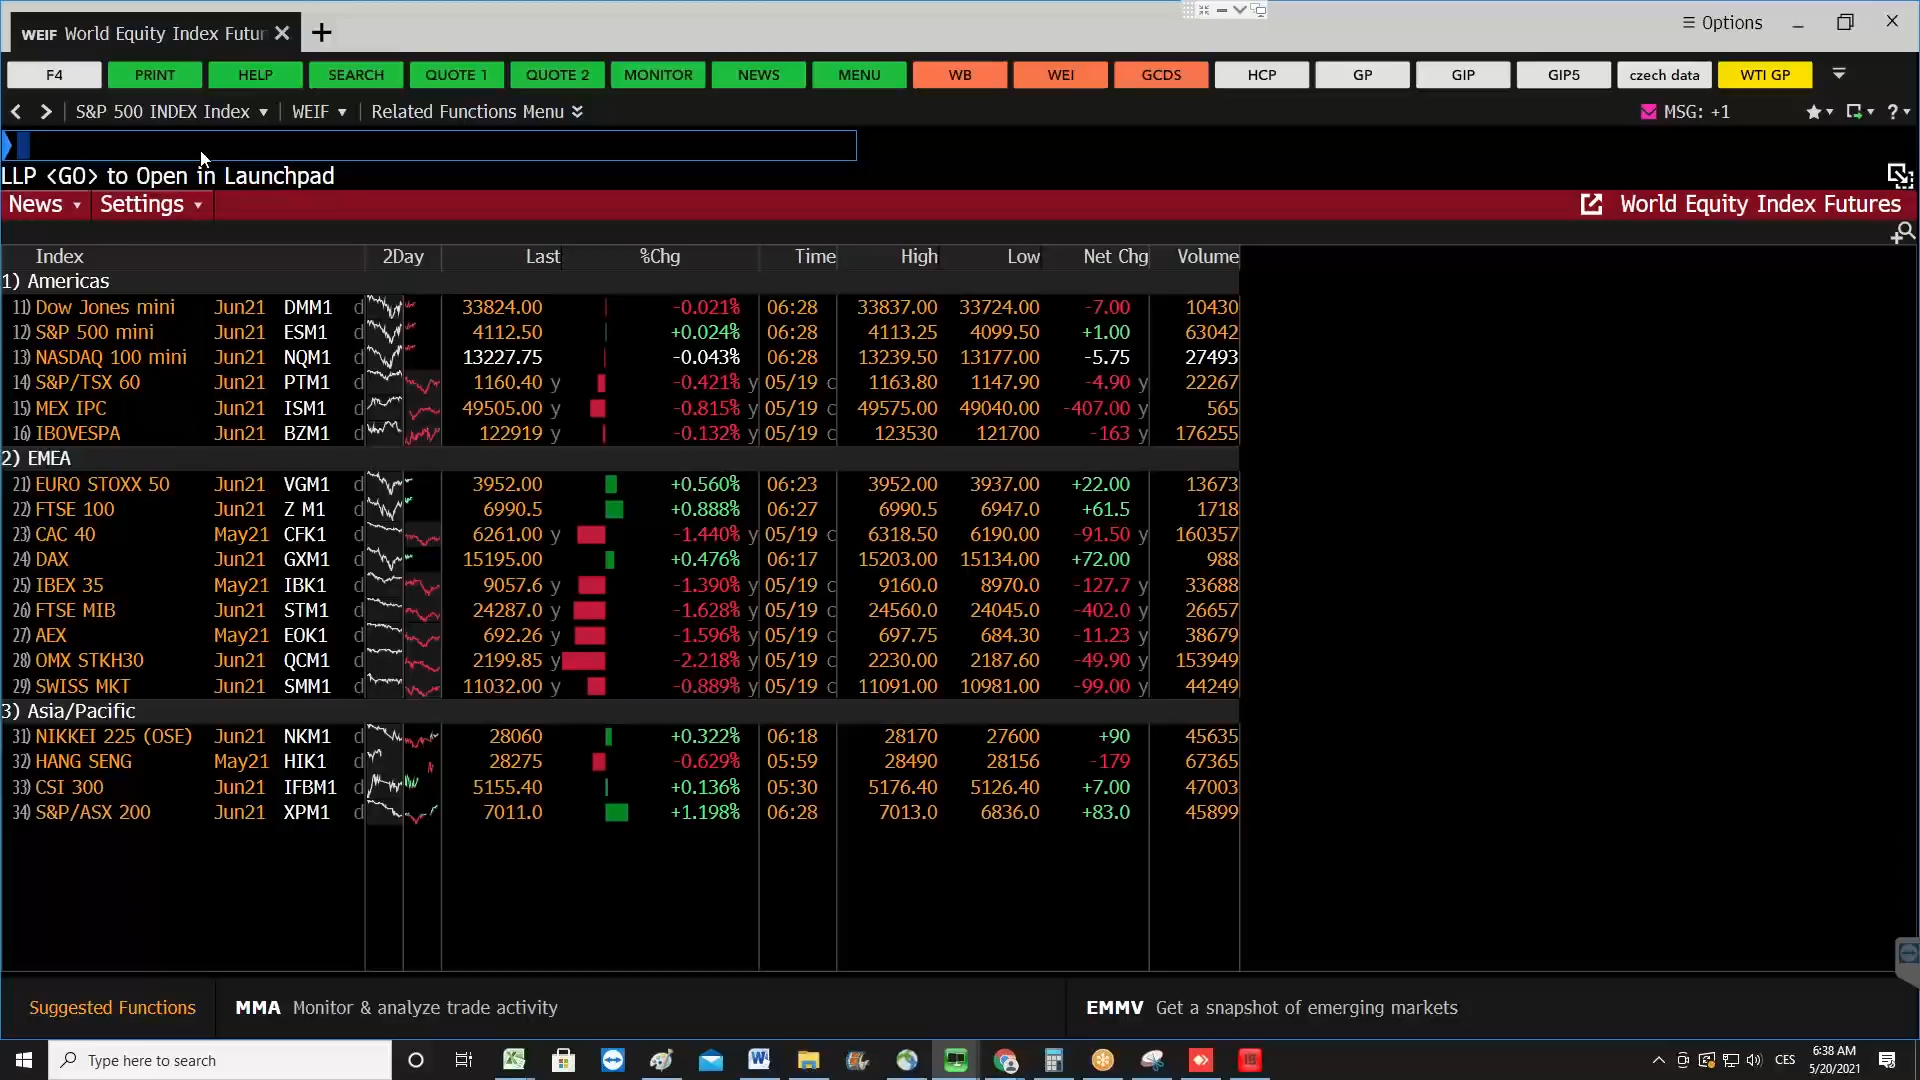 WEIF World Equity Index Futur
Options
F4 PRINT HELP SEARCH QUOTE 1 QUOTE 2 MONITOR NEWS MENU WB WEI GCDS HCP GP GIP GIP5 czech data WTI GP
S&P 500 INDEX Index WEIF Related Functions Menu MSG: +1
LLP <GO> to Open in Launchpad
News Settings World Equity Index Futures
Index 2Day Last %Chg Time High Low Net Chg Volume
1) Americas
11) Dow Jones mini Jun21 DMM1 d 33824.00 -0.021% 06:28 33837.00 33724.00 -7.00 10430
12) S&P 500 mini Jun21 ESM1 d 4112.50 +0.024% 06:28 4113.25 4099.50 +1.00 63042
13) NASDAQ 100 mini Jun21 NQM1 d 13227.75 -0.043% 06:28 13239.50 13177.00 -5.75 27493
14) S&P/TSX 60 Jun21 PTM1 d 1160.40 y -0.421% y 05/19 c 1163.80 1147.90 -4.90 y 22267
15) MEX IPC Jun21 ISM1 d 49505.00 y -0.815% y 05/19 c 49575.00 49040.00 -407.00 y 565
16) IBOVESPA Jun21 BZM1 d 122919 y -0.132% y 05/19 c 123530 121700 -163 y 176255
2) EMEA
21) EURO STOXX 50 Jun21 VGM1 d 3952.00 +0.560% 06:23 3952.00 3937.00 +22.00 13673
22) FTSE 100 Jun21 Z M1 d 6990.5 +0.888% 06:27 6990.5 6947.0 +61.5 1718
23) CAC 40 May21 CFK1 d 6261.00 y -1.440% y 05/19 c 6318.50 6190.00 -91.50 y 160357
24) DAX Jun21 GXM1 d 15195.00 +0.476% 06:17 15203.00 15134.00 +72.00 988
25) IBEX 35 May21 IBK1 d 9057.6 y -1.390% y 05/19 c 9160.0 8970.0 -127.7 y 33688
26) FTSE MIB Jun21 STM1 d 24287.0 y -1.628% y 05/19 c 24560.0 24045.0 -402.0 y 26657
27) AEX May21 EOK1 d 692.26 y -1.596% y 05/19 c 697.75 684.30 -11.23 y 38679
28) OMX STKH30 Jun21 QCM1 d 2199.85 y -2.218% y 05/19 c 2230.00 2187.60 -49.90 y 153949
29) SWISS MKT Jun21 SMM1 d 11032.00 y -0.889% y 05/19 c 11091.00 10981.00 -99.00 y 44249
3) Asia/Pacific
31) NIKKEI 225 (OSE) Jun21 NKM1 d 28060 +0.322% 06:18 28170 27600 +90 45635
32) HANG SENG May21 HIK1 d 28275 -0.629% 05:59 28490 28156 -179 67365
33) CSI 300 Jun21 IFBM1 d 5155.40 +0.136% 05:30 5176.40 5126.40 +7.00 47003
34) S&P/ASX 200 Jun21 XPM1 d 7011.0 +1.198% 06:28 7013.0 6836.0 +83.0 45899
Suggested Functions MMA Monitor & analyze trade activity EMMV Get a snapshot of emerging markets
Type here to search CES 6:38 AM
5/20/2021